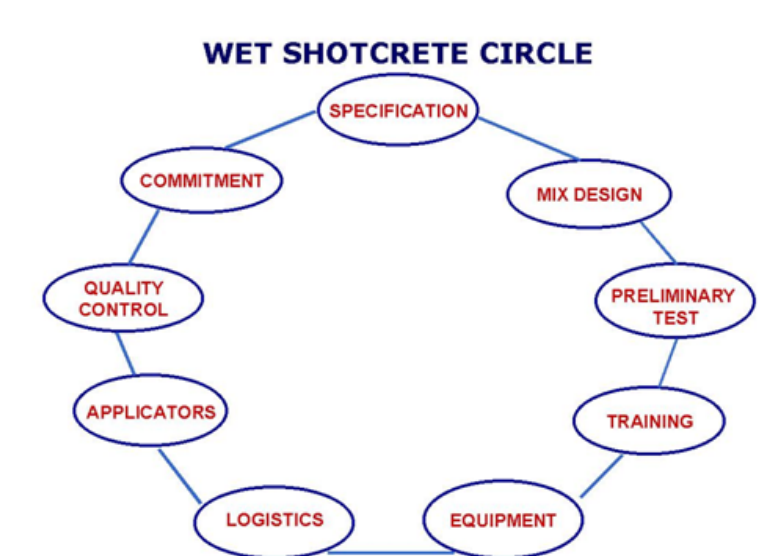 WET SHOTCRETE CIRCLE
SPECIFICATION
COMMITMENT
MIX DESIGN
QUALITY
CONTROL
PRELIMINARY
TEST
APPLICATORS
TRAINING
LOGISTICS
EQUIPMENT